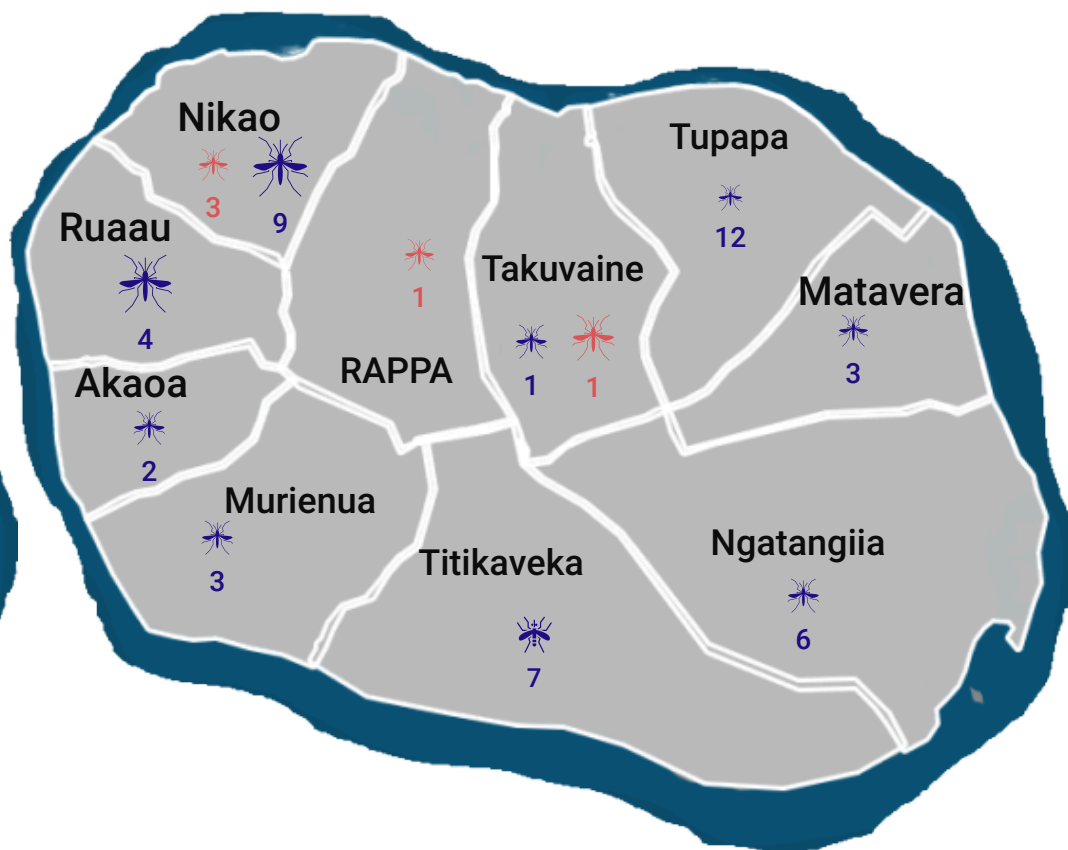 Nikao
3
9
Tupapa
12
Ruaau
4
Takuvaine
1
1
RAPPA
1
Matavera
3
Akaoa
2
Murienua
3
Titikaveka
7
Ngatangiia
6